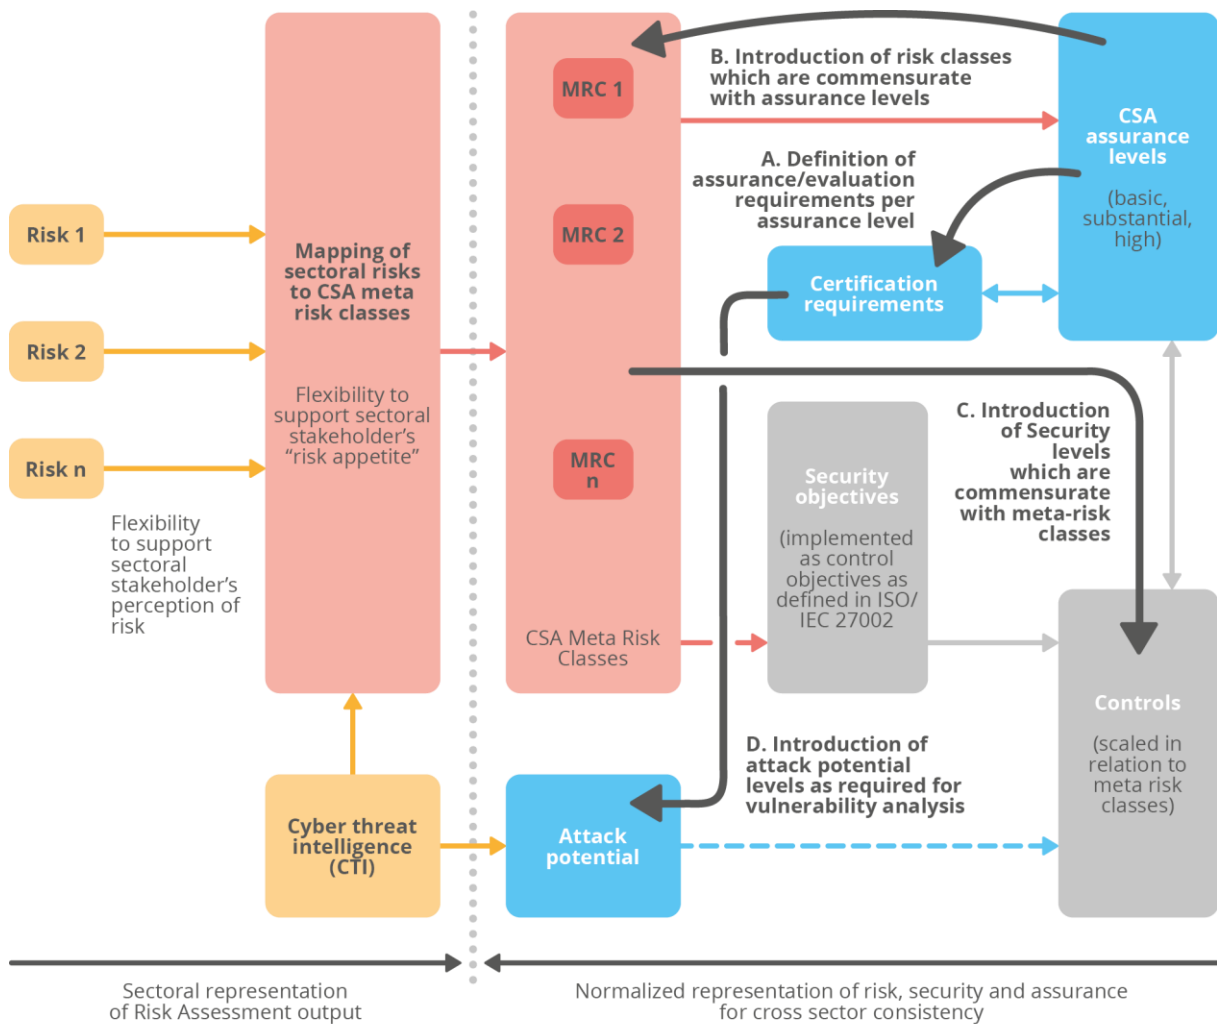 Risk 1
Risk 2
Risk n
Flexibility
to support
sectoral
stakeholder's
perception of
risk
Mapping of
sectoral risks
to CSA meta
risk classes
Flexibility to
support sectoral
stakeholder's
“risk appetite”
Cyber threat
intelligence
(CTI)
MRC 1
MRC 2
MRC
n
CSA Meta Risk
Classes
B. Introduction of risk classes
which are commensurate
with assurance levels
A. Definition of
assurance/evaluation
requirements per
assurance level
CSA
assurance
levels
(basic,
substantial,
high)
Certification
requirements
Security
objectives
(implemented
as control
objectives as
defined in ISO/
IEC 27002
C. Introduction
of Security
levels
which are
commensurate
with meta-risk
classes
Controls
(scaled in
relation to
meta risk
classes)
D. Introduction of
attack potential
levels as required for
vulnerability analysis
Attack
potential
Sectoral representation
of Risk Assessment output
Normalized representation of risk, security and assurance
for cross sector consistency